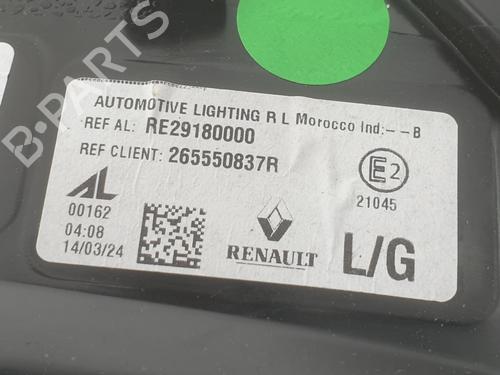 B-PARTS
AUTOMOTIVE LIGHTING R L Morocco Ind:--B
REF AL: RE29180000
REF CLIENT: 265550837R
E2
21045
AL
00162
04:08
14/03/24
RENAULT
L/G